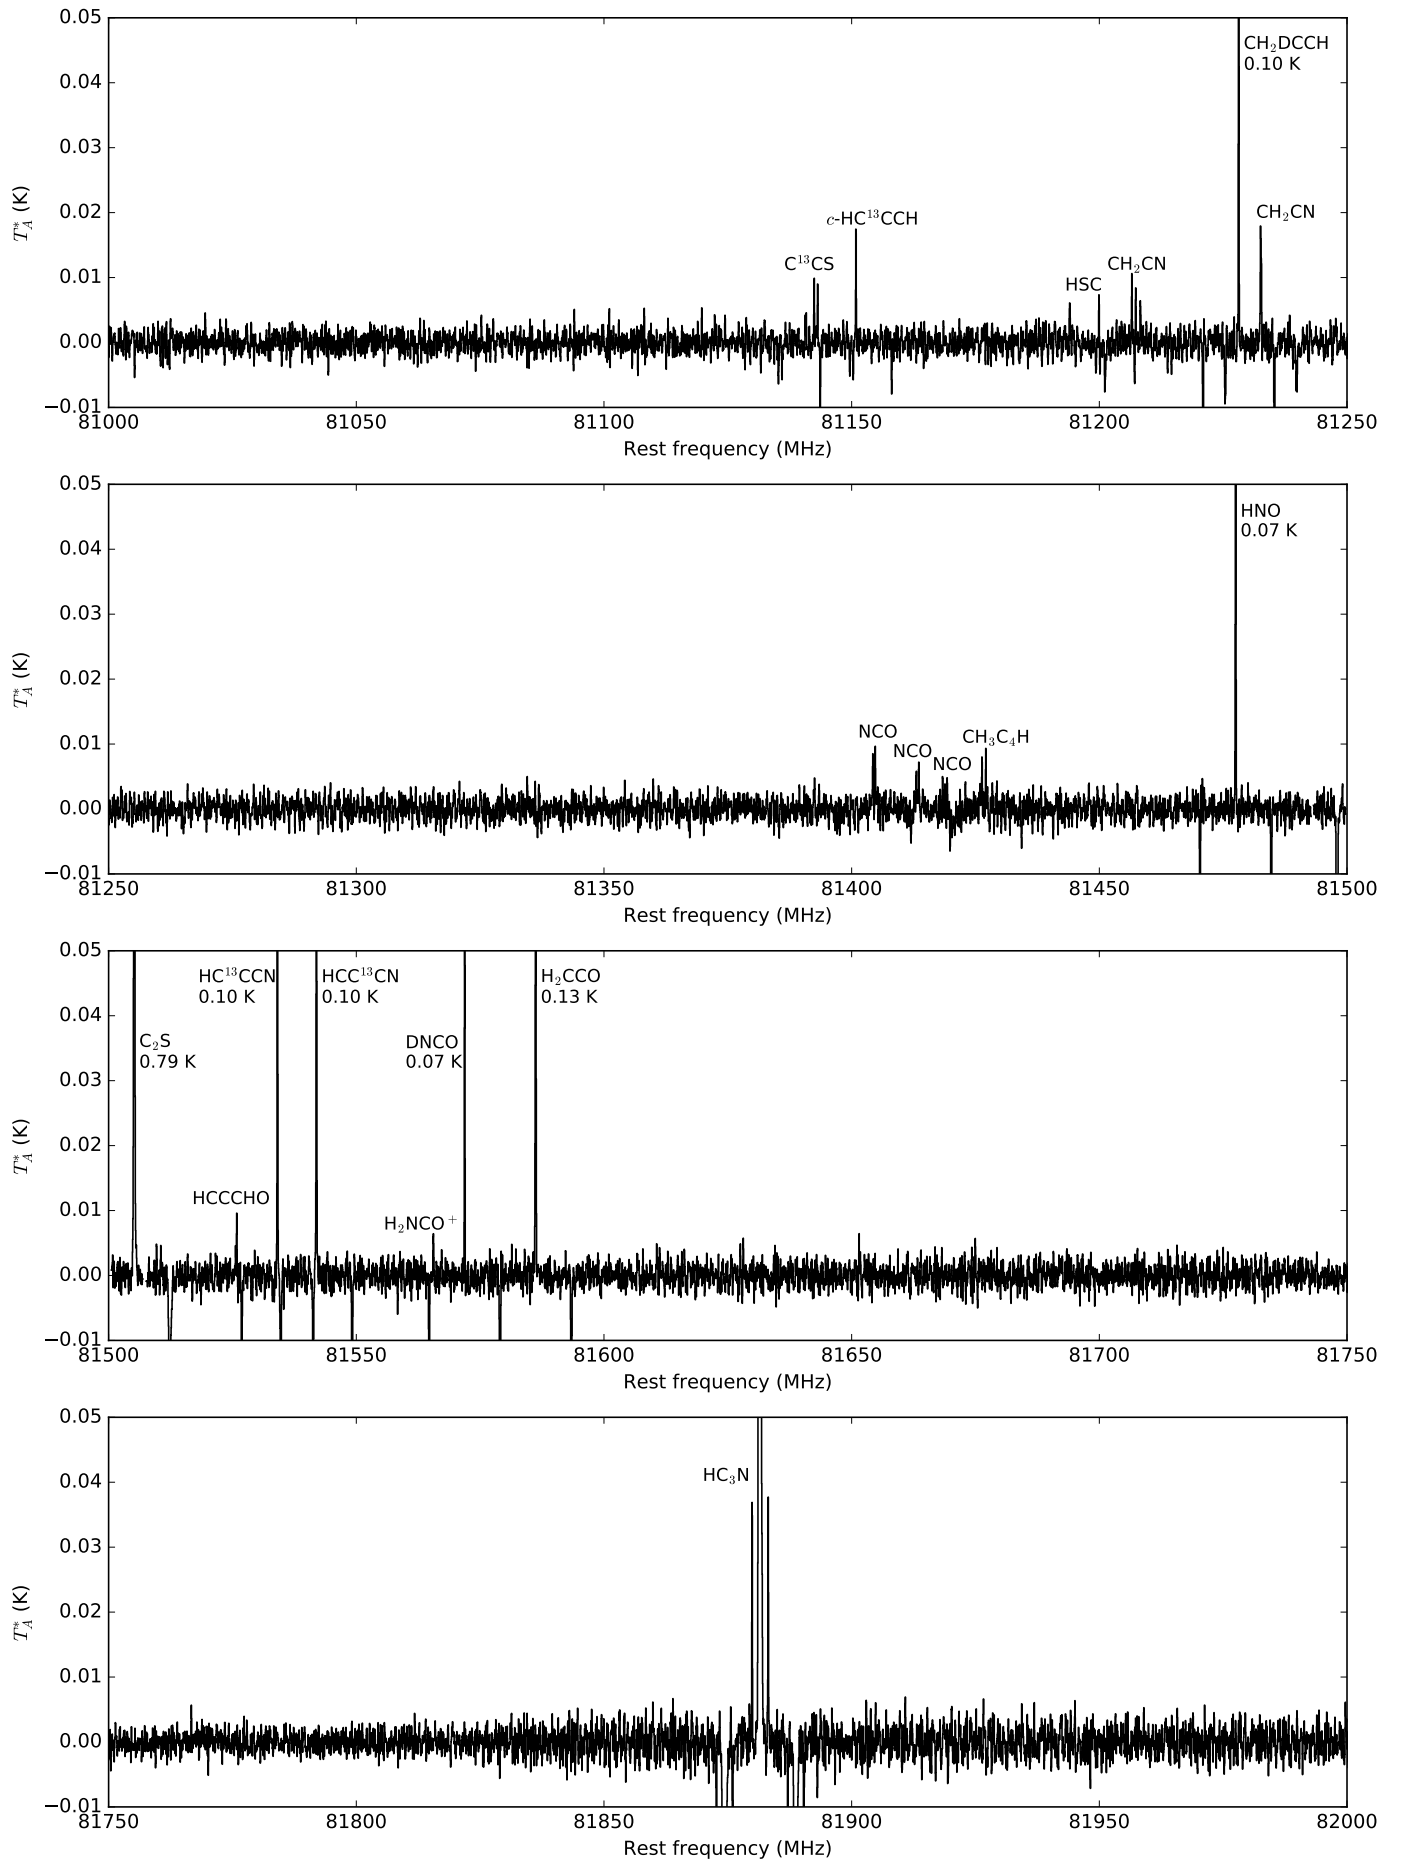 0.05
CH₂DCCH
0.10 K
0.04
0.03
T*A (K)
0.02
c-HC¹³CCH
CH₂CN
C¹³CS
CH₂CN
HSC
0.01
0.00
−0.01
81000 81050 81100 81150 81200 81250
Rest frequency (MHz)
0.05
HNO
0.07 K
0.04
0.03
T*A (K)
0.02
NCO
NCO
NCO
CH₃C₄H
0.01
0.00
−0.01
81250 81300 81350 81400 81450 81500
Rest frequency (MHz)
0.05
HC¹³CCN
0.10 K
HCC¹³CN
0.10 K
H₂CCO
0.13 K
0.04
C₂S
0.79 K
DNCO
0.07 K
0.03
T*A (K)
0.02
HCCCHO
H₂NCO⁺
0.01
0.00
−0.01
81500 81550 81600 81650 81700 81750
Rest frequency (MHz)
0.05
HC₃N
0.04
0.03
T*A (K)
0.02
0.01
0.00
−0.01
81750 81800 81850 81900 81950 82000
Rest frequency (MHz)